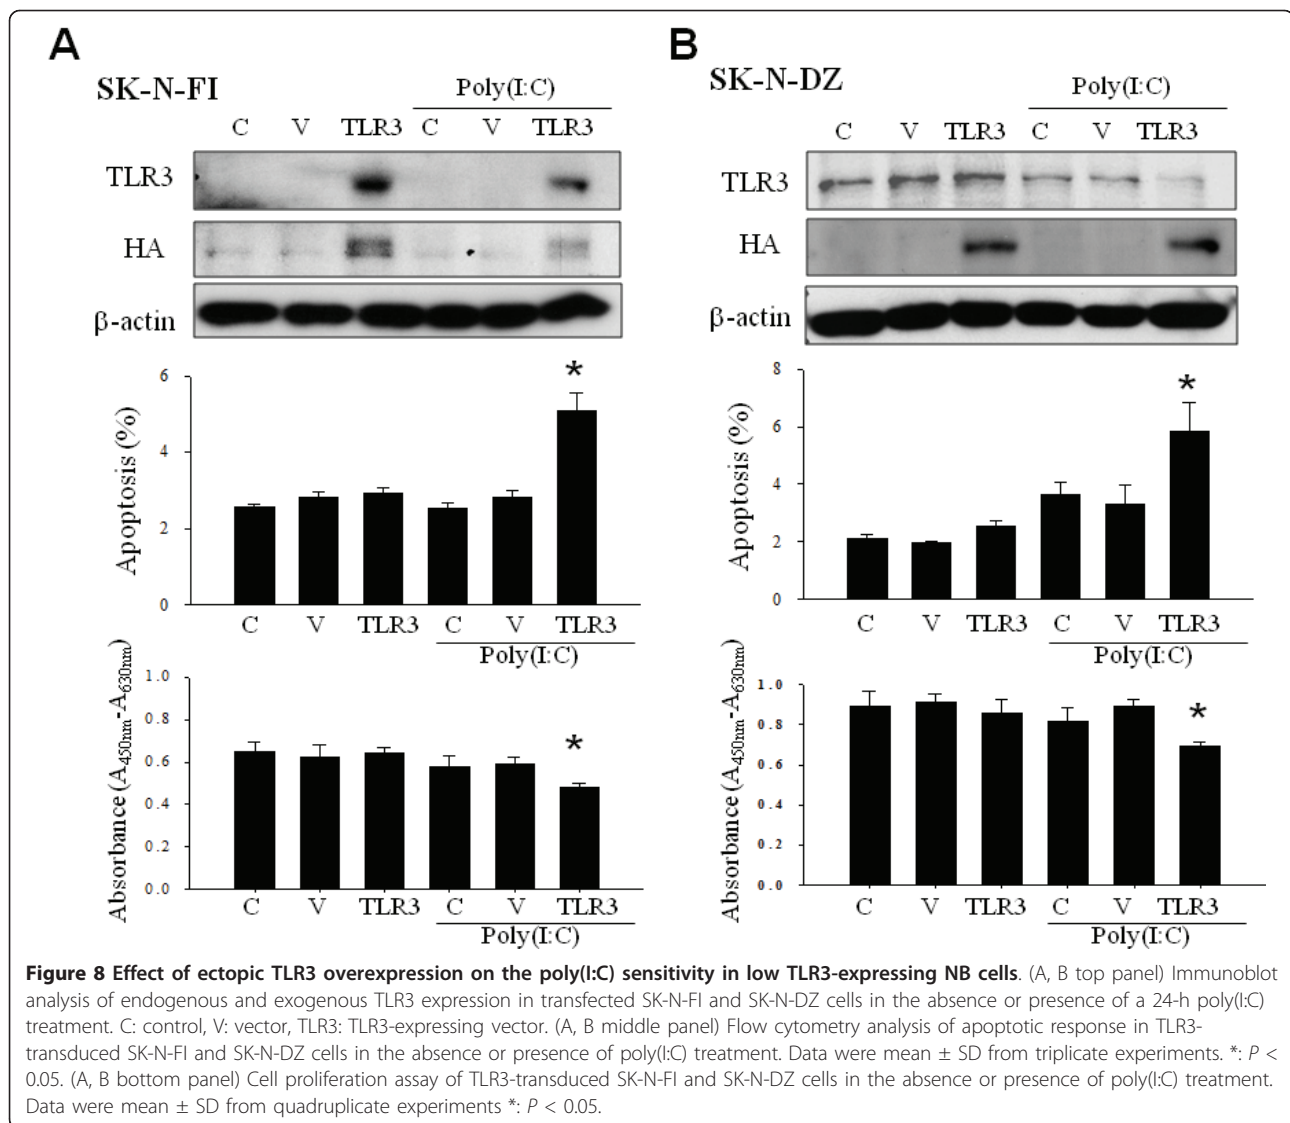 A
SK-N-FI
Poly(I:C)
C V TLR3 C V TLR3
TLR3
HA
β-actin
6
4
2
0
Apoptosis (%)
*
C V TLR3 C V TLR3
Poly(I:C)
1.0
0.8
0.6
0.4
0.2
0.0
Absorbance (A450nm-A630nm)
*
C V TLR3 C V TLR3
Poly(I:C)
B
SK-N-DZ
Poly(I:C)
C V TLR3 C V TLR3
TLR3
HA
β-actin
8
6
4
2
0
Apoptosis (%)
*
C V TLR3 C V TLR3
Poly(I:C)
1.0
0.8
0.6
0.4
0.2
0.0
Absorbance (A450nm-A630nm)
*
C V TLR3 C V TLR3
Poly(I:C)
Figure 8 Effect of ectopic TLR3 overexpression on the poly(I:C) sensitivity in low TLR3-expressing NB cells. (A, B top panel) Immunoblot
analysis of endogenous and exogenous TLR3 expression in transfected SK-N-FI and SK-N-DZ cells in the absence or presence of a 24-h poly(I:C)
treatment. C: control, V: vector, TLR3: TLR3-expressing vector. (A, B middle panel) Flow cytometry analysis of apoptotic response in TLR3-
transduced SK-N-FI and SK-N-DZ cells in the absence or presence of poly(I:C) treatment. Data were mean ± SD from triplicate experiments. *: P <
0.05. (A, B bottom panel) Cell proliferation assay of TLR3-transduced SK-N-FI and SK-N-DZ cells in the absence or presence of poly(I:C) treatment.
Data were mean ± SD from quadruplicate experiments *: P < 0.05.